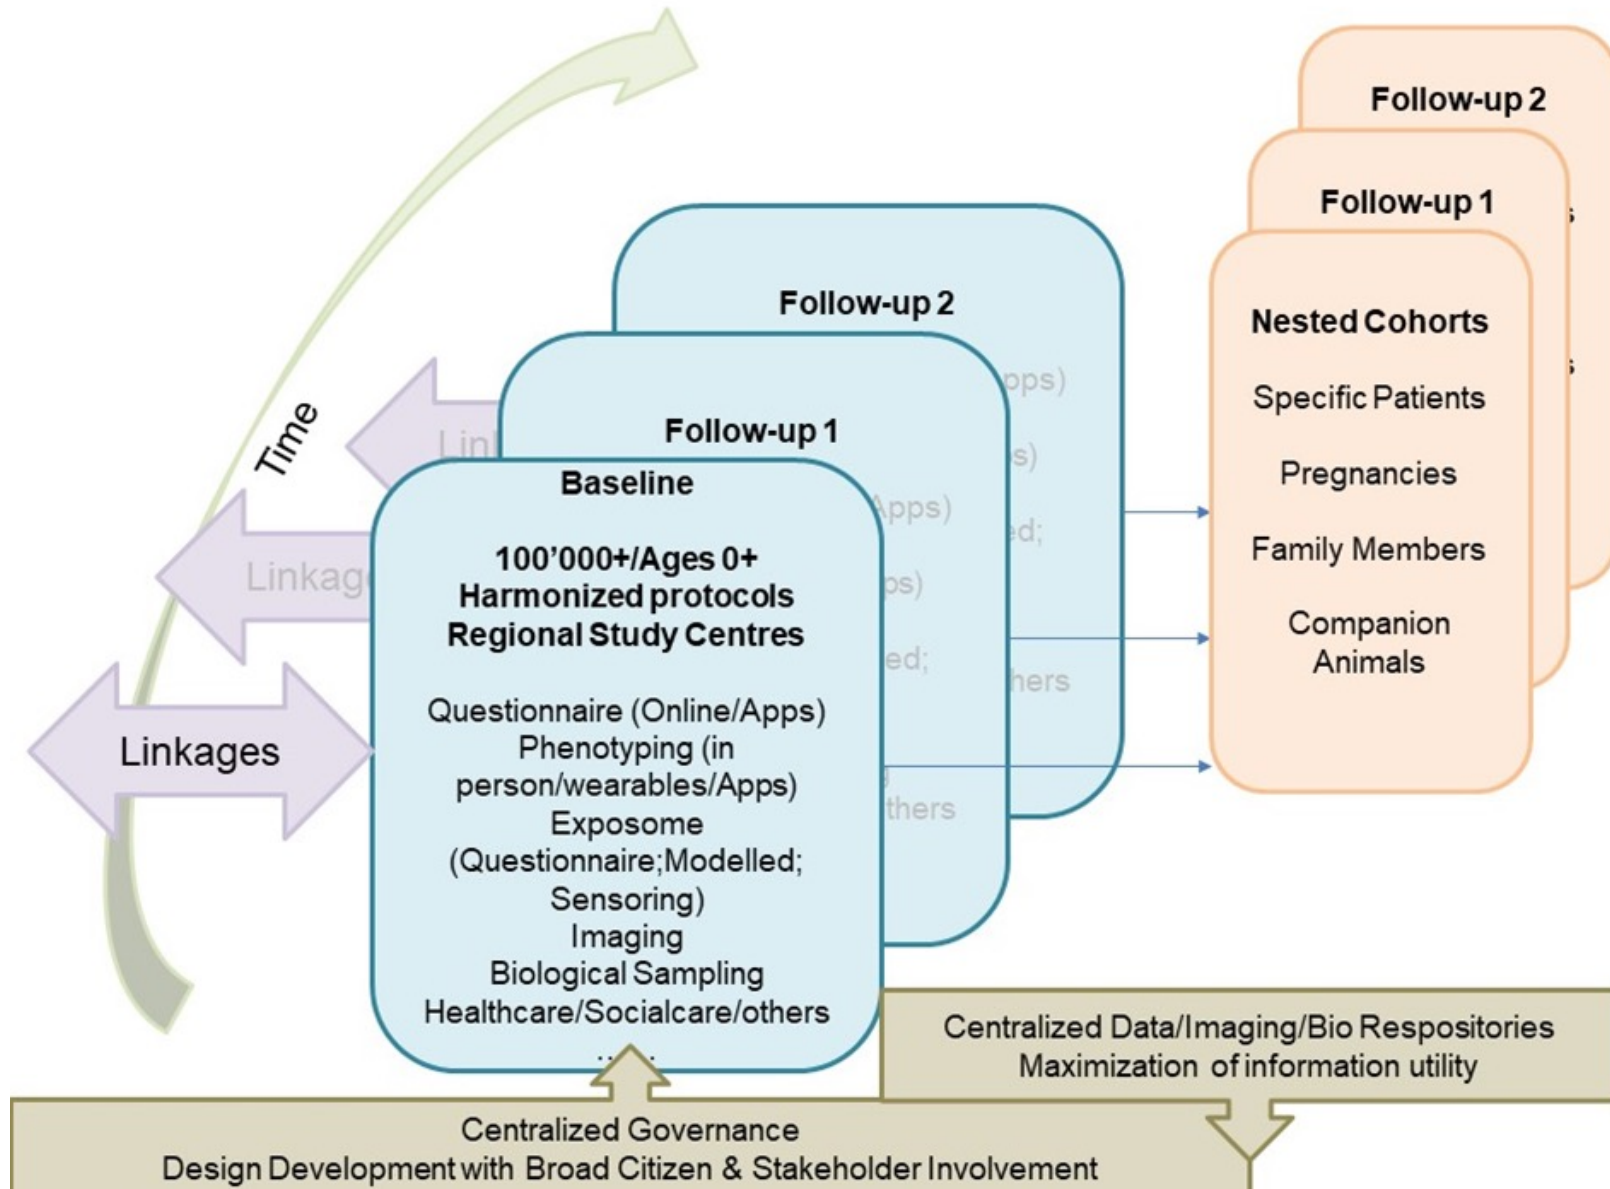 Follow-up 2
Follow-up 1
Nested Cohorts
Specific Patients
Pregnancies
Family Members
Companion
Animals
Time
Follow-up 2
Follow-up 1
Apps)
ed;
thers
Linkages
Baseline
100’000+/Ages 0+
Harmonized protocols
Regional Study Centres
Questionnaire (Online/Apps)
Phenotyping (in
person/wearables/Apps)
Exposome
(Questionnaire;Modelled;
Sensoring)
Imaging
Biological Sampling
Healthcare/Socialcare/others
Centralized Data/Imaging/Bio Respositories
Maximization of information utility
Centralized Governance
Design Development with Broad Citizen & Stakeholder Involvement